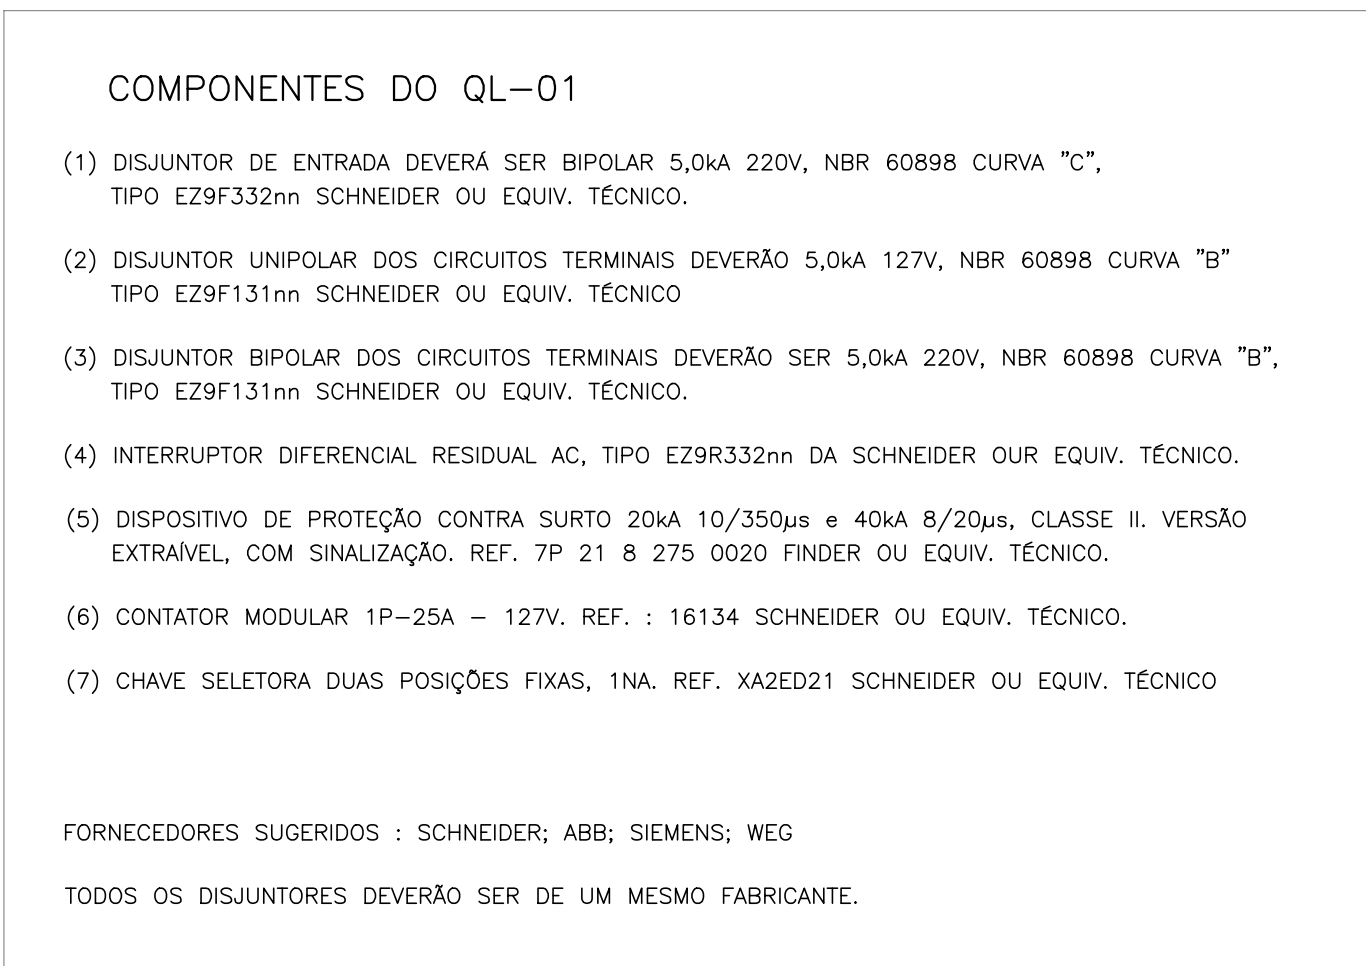 COMPONENTES DO QL-01
(1) DISJUNTOR DE ENTRADA DEVERÁ SER BIPOLAR 5,0kA 220V, NBR 60898 CURVA "C",
TIPO EZ9F332nn SCHNEIDER OU EQUIV. TÉCNICO.
(2) DISJUNTOR UNIPOLAR DOS CIRCUITOS TERMINAIS DEVERÃO 5,0kA 127V, NBR 60898 CURVA "B"
TIPO EZ9F131nn SCHNEIDER OU EQUIV. TÉCNICO
(3) DISJUNTOR BIPOLAR DOS CIRCUITOS TERMINAIS DEVERÃO SER 5,0kA 220V, NBR 60898 CURVA "B",
TIPO EZ9F131nn SCHNEIDER OU EQUIV. TÉCNICO.
(4) INTERRUPTOR DIFERENCIAL RESIDUAL AC, TIPO EZ9R332nn DA SCHNEIDER OUR EQUIV. TÉCNICO.
(5) DISPOSITIVO DE PROTEÇÃO CONTRA SURTO 20kA 10/350µs e 40kA 8/20µs, CLASSE II. VERSÃO
EXTRAÍVEL, COM SINALIZAÇÃO. REF. 7P 21 8 275 0020 FINDER OU EQUIV. TÉCNICO.
(6) CONTATOR MODULAR 1P-25A - 127V. REF. : 16134 SCHNEIDER OU EQUIV. TÉCNICO.
(7) CHAVE SELETORA DUAS POSIÇÕES FIXAS, 1NA. REF. XA2ED21 SCHNEIDER OU EQUIV. TÉCNICO
FORNECEDORES SUGERIDOS : SCHNEIDER; ABB; SIEMENS; WEG
TODOS OS DISJUNTORES DEVERÃO SER DE UM MESMO FABRICANTE.